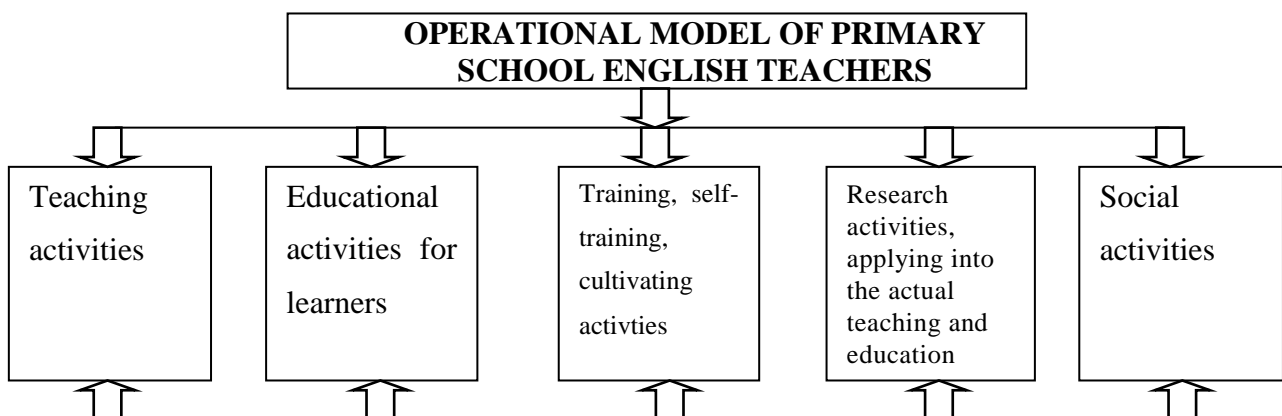 OPERATIONAL MODEL OF PRIMARY
SCHOOL ENGLISH TEACHERS
Teaching
activities
Educational
activities for
learners
Training, self-
training,
cultivating
activties
Research
activities,
applying into
the actual
teaching and
education
Social
activities